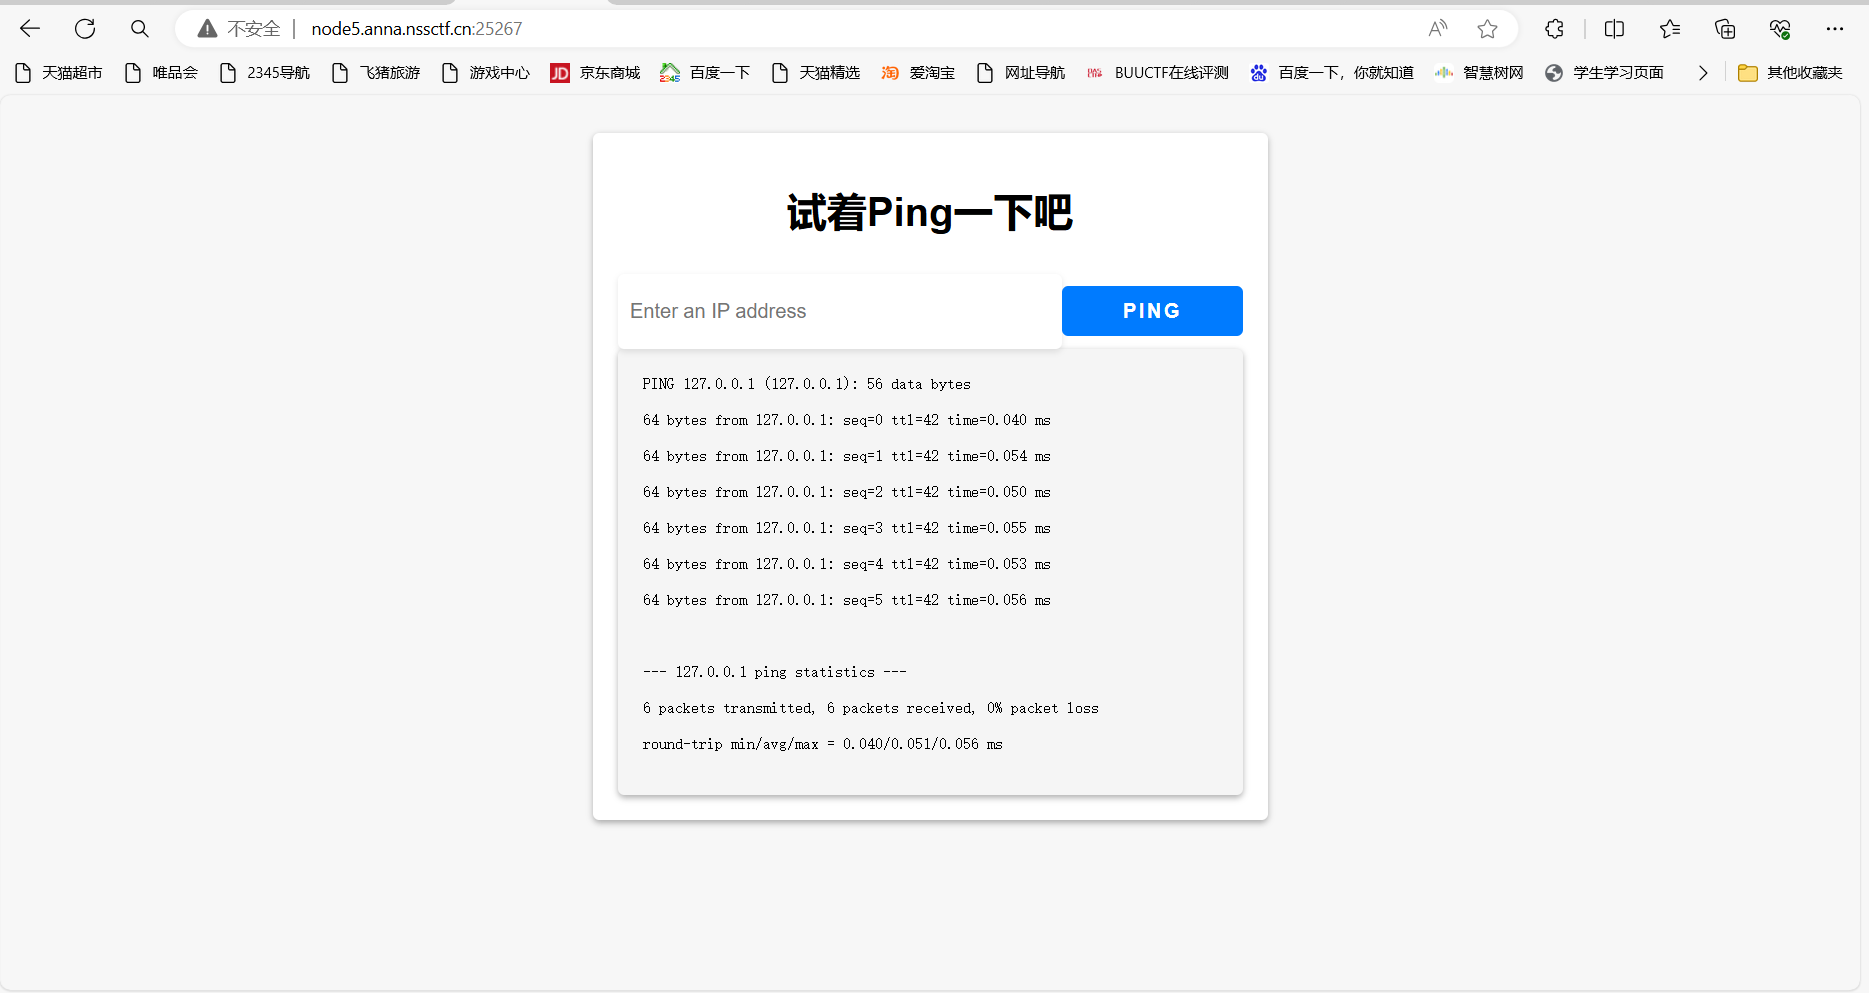 不安全 node5.anna.nssctf.cn:25267
天猫超市 唯品会 2345导航 飞猪旅游 游戏中心 JD 京东商城 2345 百度一下 天猫精选 淘 爱淘宝 网址导航 BUUCTF在线评测 du 百度一下，你就知道 智慧树网 学生学习页面 其他收藏夹
试着Ping一下吧
Enter an IP address PING
PING 127.0.0.1 (127.0.0.1): 56 data bytes
64 bytes from 127.0.0.1: seq=0 ttl=42 time=0.040 ms
64 bytes from 127.0.0.1: seq=1 ttl=42 time=0.054 ms
64 bytes from 127.0.0.1: seq=2 ttl=42 time=0.050 ms
64 bytes from 127.0.0.1: seq=3 ttl=42 time=0.055 ms
64 bytes from 127.0.0.1: seq=4 ttl=42 time=0.053 ms
64 bytes from 127.0.0.1: seq=5 ttl=42 time=0.056 ms
--- 127.0.0.1 ping statistics ---
6 packets transmitted, 6 packets received, 0% packet loss
round-trip min/avg/max = 0.040/0.051/0.056 ms